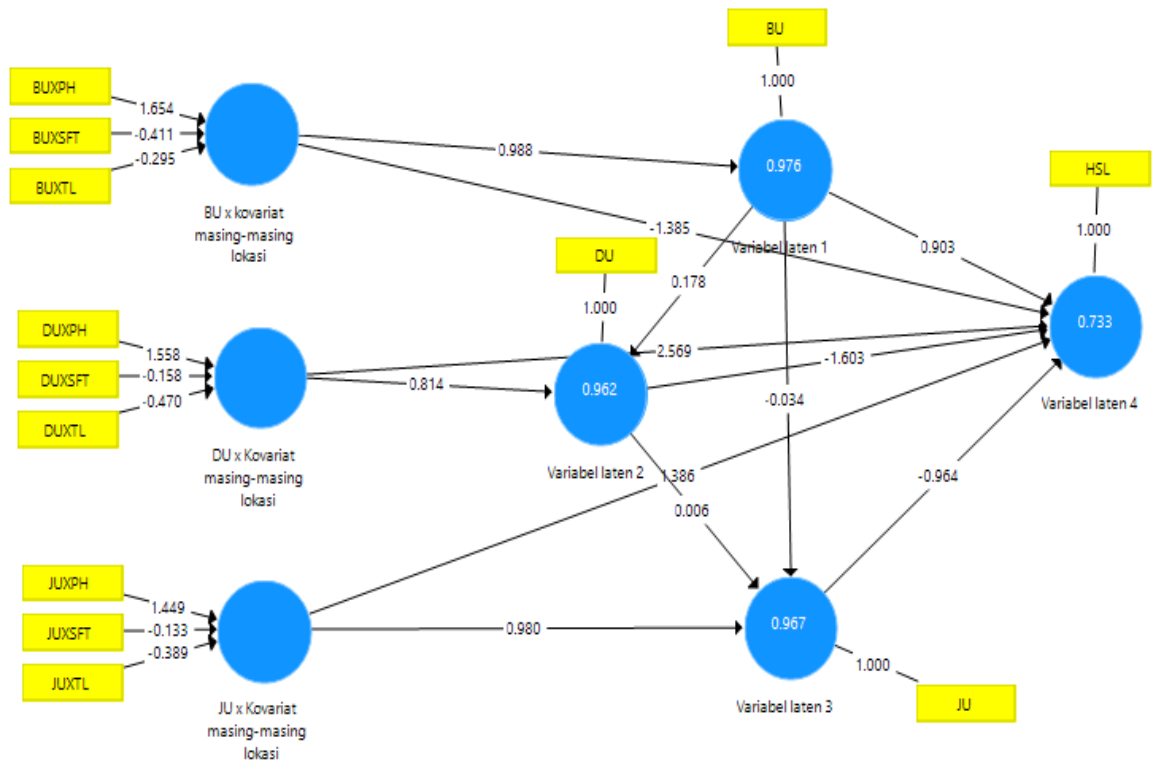 BU
1.000
BUXPH
BUXSFT
BUXTL
1.654
-0.411
-0.295
BU x kovariat
masing-masing
lokasi
0.988
-1.385
0.976
Variabel laten 1
0.903
0.178
HSL
1.000
0.733
Variabel laten 4
DU
1.000
DUXPH
DUXSFT
DUXTL
1.558
-0.158
-0.470
DU x Kovariat
masing-masing
lokasi
2.569
0.814
-1.603
0.962
Variabel laten 2
-0.034
1.386
0.006
-0.964
JUXPH
JUXSFT
JUXTL
1.449
-0.133
-0.389
JU x Kovariat
masing-masing
lokasi
0.980
0.967
Variabel laten 3
1.000
JU